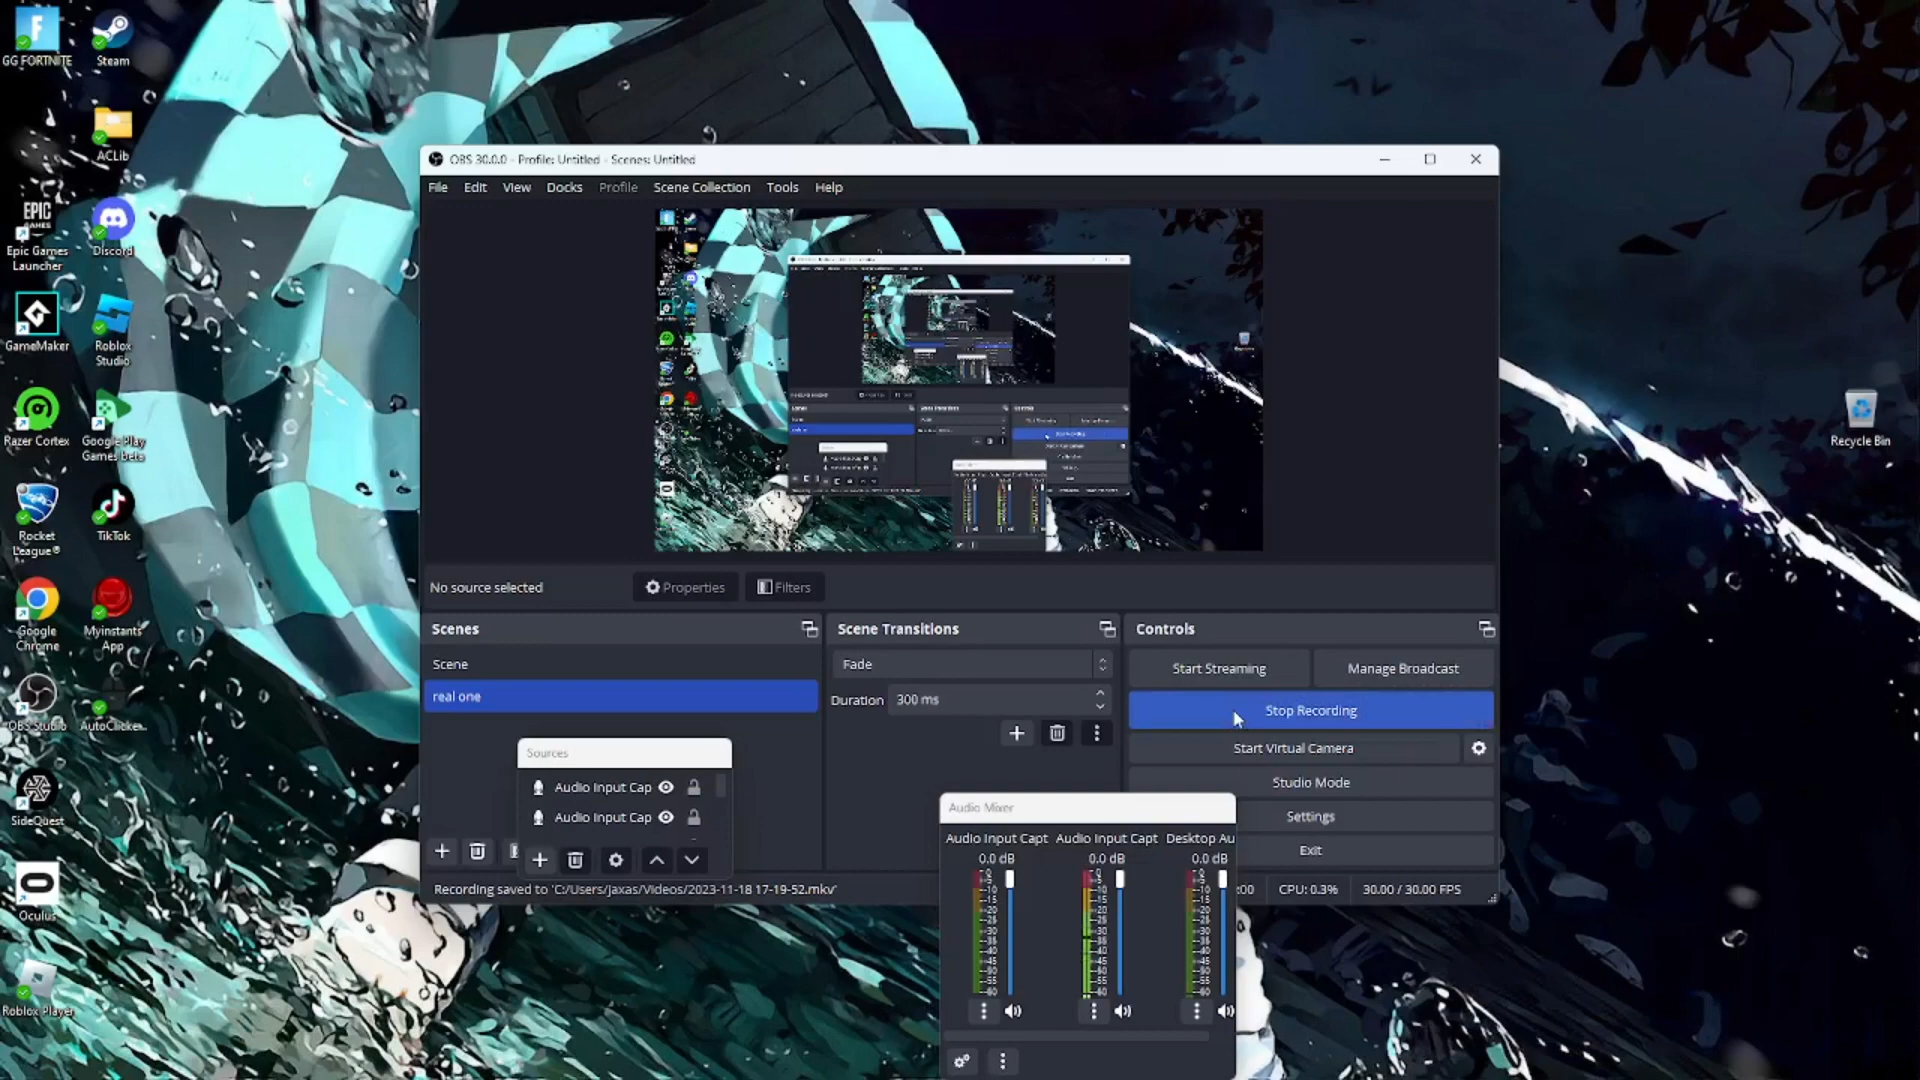 GG FORTNITE
Steam
ACLib
EPIC
GAMES
Epic Games
Launcher
Discord
GameMaker
Roblox
Studio
Razer Cortex
Google Play
Games beta
Rocket
League®
TikTok
Google
Chrome
Myinstants
App
OBS Studio
AutoClicke...
SideQuest
Oculus
Roblox Player
Recycle Bin
OBS 30.0.0 - Profile: Untitled - Scenes: Untitled
File Edit View Docks Profile Scene Collection Tools Help
No source selected
Properties
Filters
Scenes
Scene
real one
Scene Transitions
Fade
Duration 300 ms
Controls
Start Streaming
Manage Broadcast
Stop Recording
Start Virtual Camera
Studio Mode
Settings
Exit
Sources
Audio Input Cap
Audio Input Cap
Audio Mixer
Audio Input Capt Audio Input Capt Desktop Au
0.0 dB 0.0 dB 0.0 dB
Recording saved to 'C:/Users/jaxas/Videos/2023-11-18 17-19-52.mkv'
:00 CPU: 0.3% 30.00 / 30.00 FPS